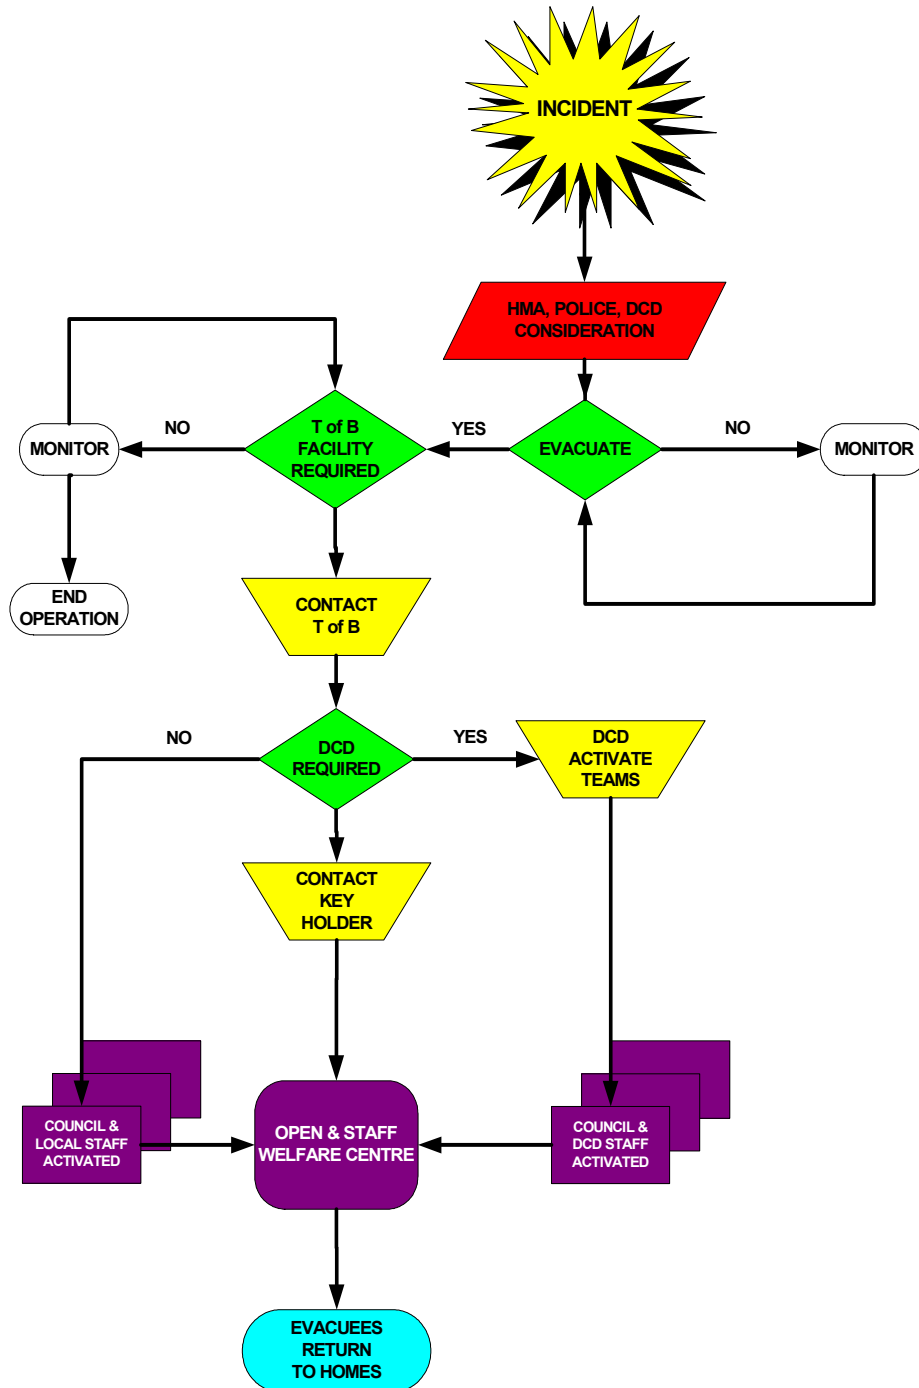 INCIDENT
HMA, POLICE, DCD
CONSIDERATION
T of B
FACILITY
REQUIRED
YES
EVACUATE
NO
MONITOR
NO
MONITOR
END
OPERATION
CONTACT
T of B
NO
DCD
REQUIRED
YES
DCD
ACTIVATE
TEAMS
CONTACT
KEY
HOLDER
COUNCIL &
LOCAL STAFF
ACTIVATED
OPEN & STAFF
WELFARE CENTRE
COUNCIL &
DCD STAFF
ACTIVATED
EVACUEES
RETURN
TO HOMES